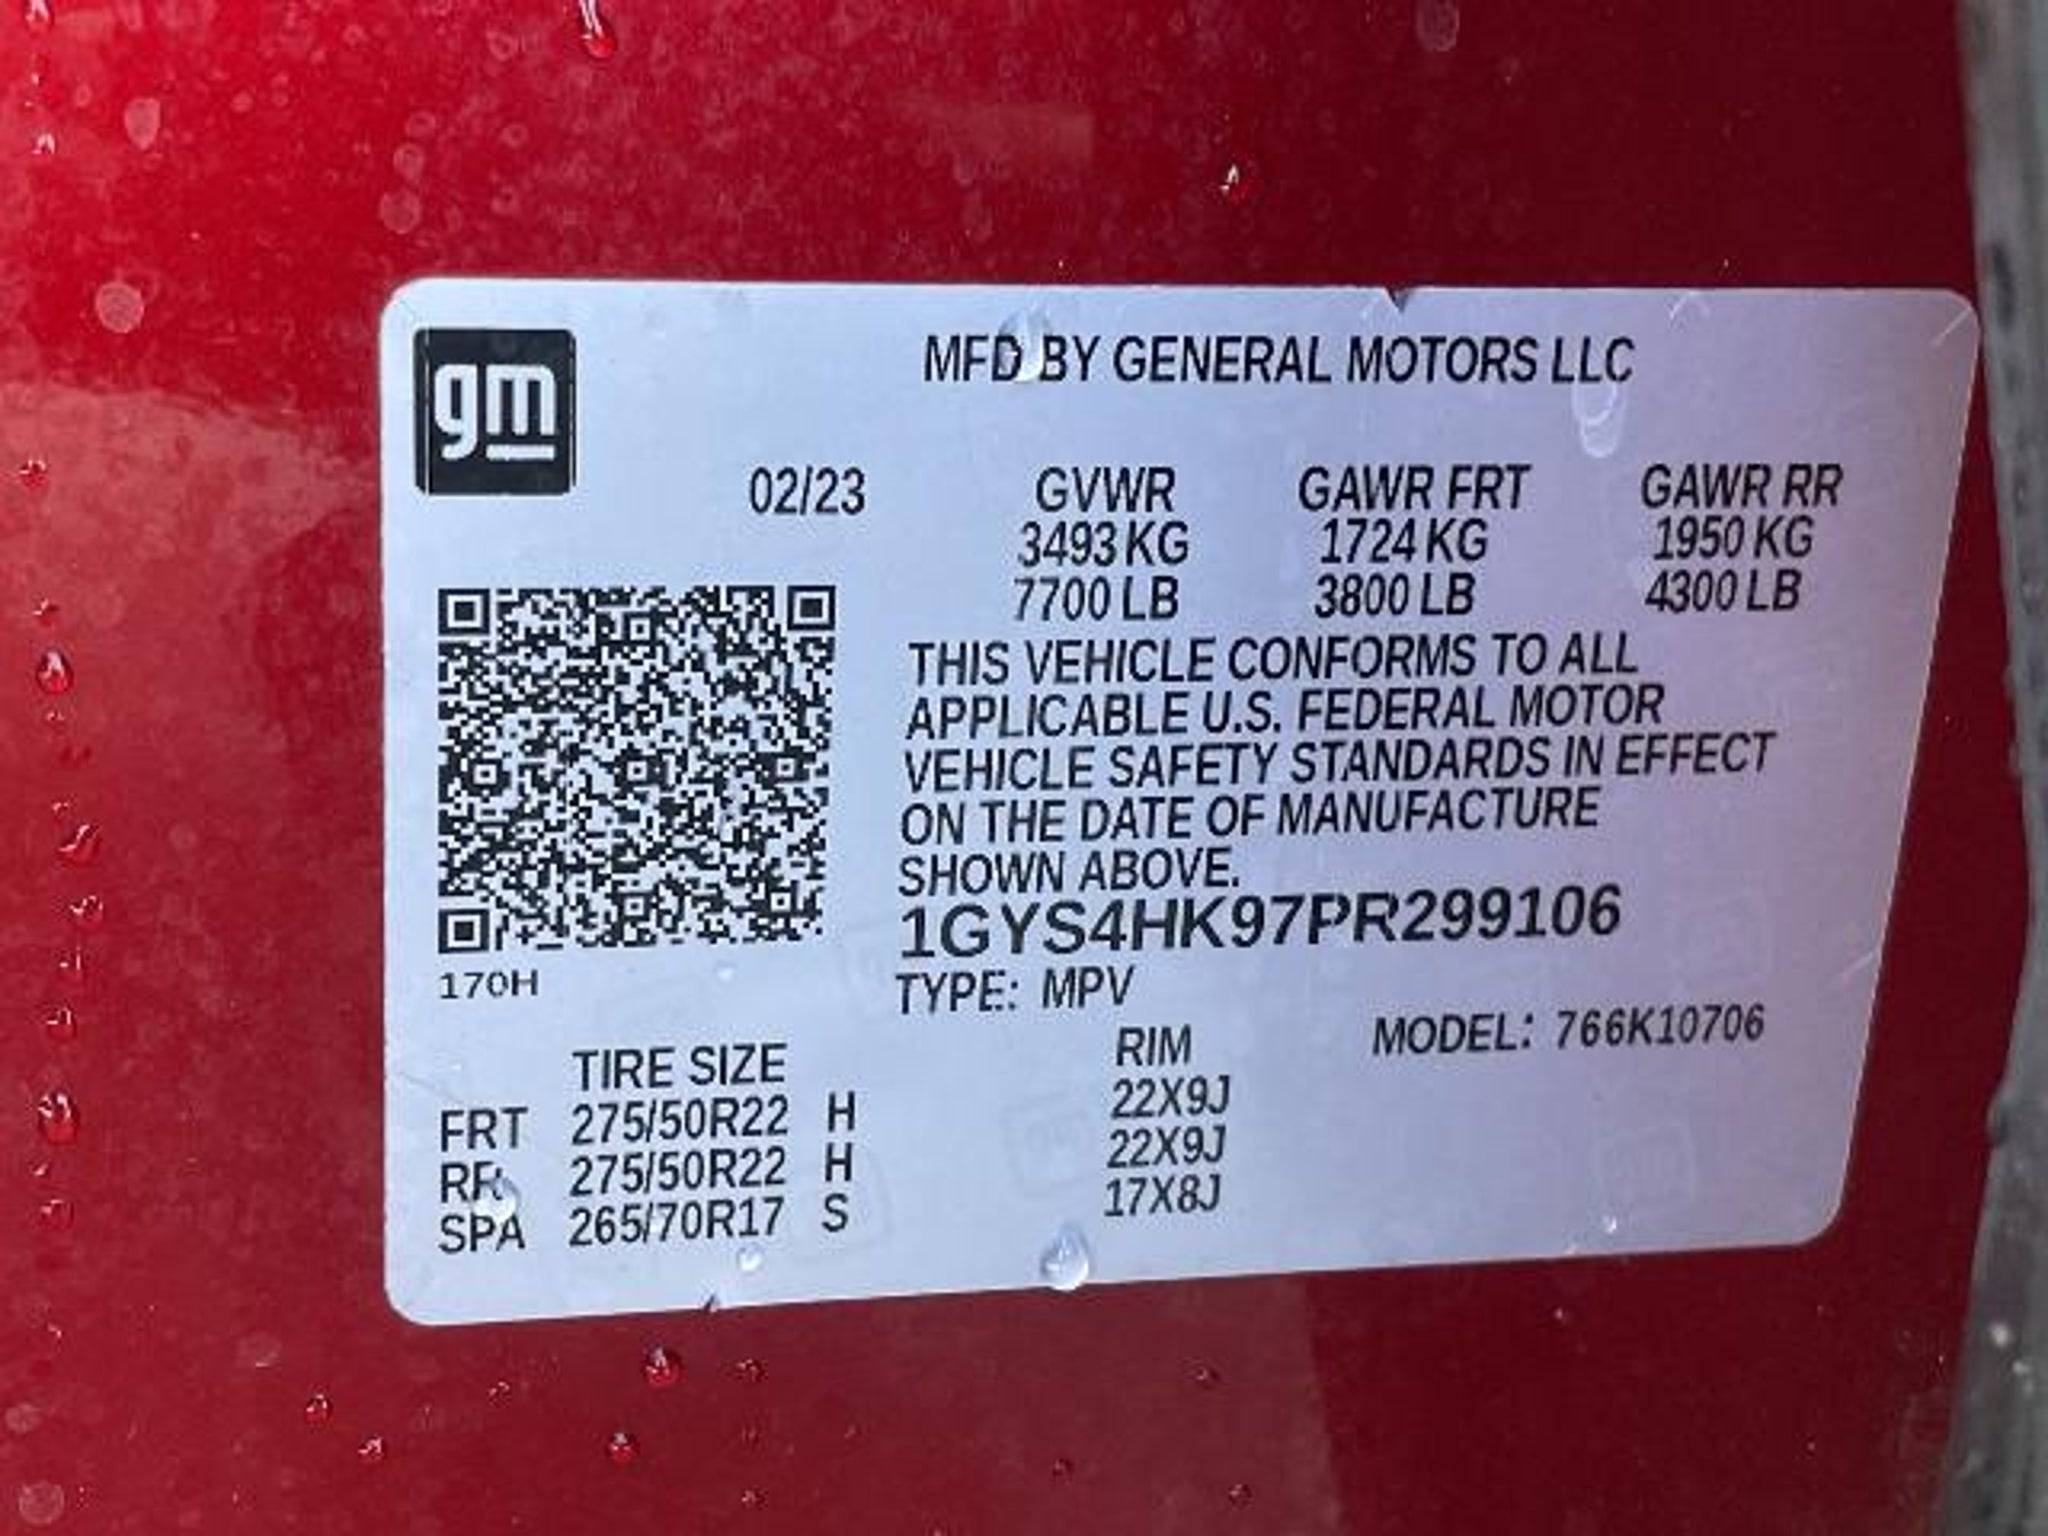 gm
MFD BY GENERAL MOTORS LLC
02/23 GVWR GAWR FRT GAWR RR
3493 KG 1724 KG 1950 KG
7700 LB 3800 LB 4300 LB
THIS VEHICLE CONFORMS TO ALL
APPLICABLE U.S. FEDERAL MOTOR
VEHICLE SAFETY STANDARDS IN EFFECT
ON THE DATE OF MANUFACTURE
SHOWN ABOVE.
1GYS4HK97PR299106
170H
TYPE: MPV
MODEL: 766K10706
TIRE SIZE RIM
FRT 275/50R22 H 22X9J
RR 275/50R22 H 22X9J
SPA 265/70R17 S 17X8J